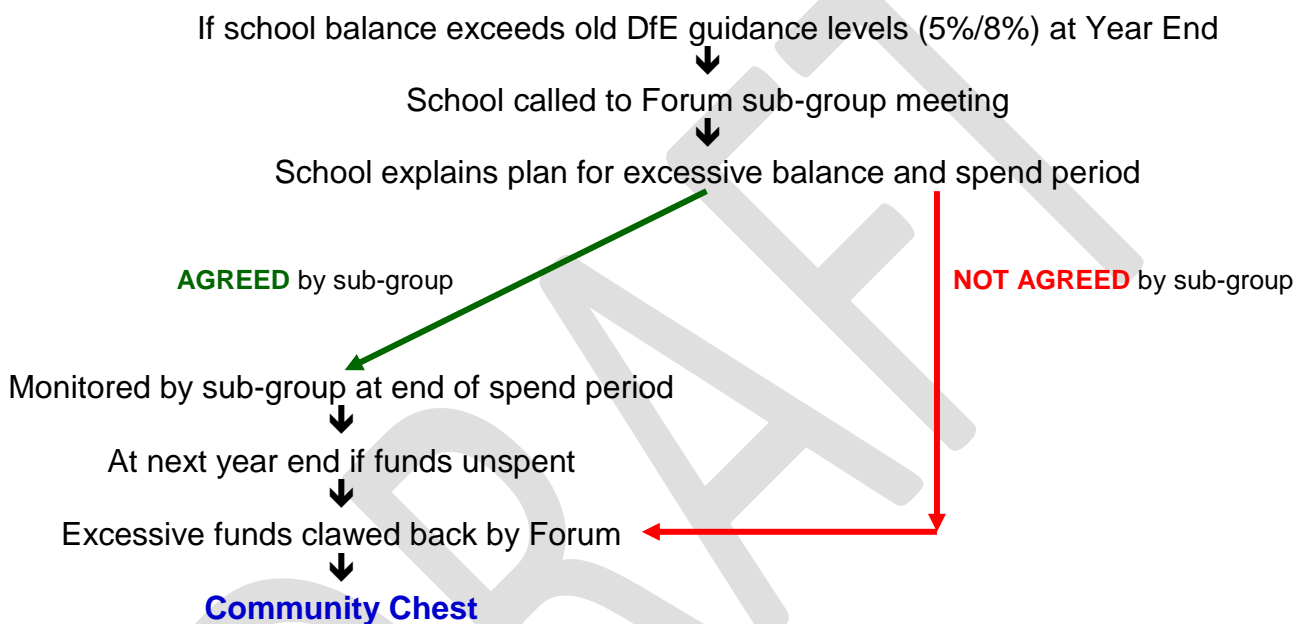 If school balance exceeds old DfE guidance levels (5%/8%) at Year End
School called to Forum sub-group meeting
School explains plan for excessive balance and spend period
AGREED by sub-group
NOT AGREED by sub-group
Monitored by sub-group at end of spend period
At next year end if funds unspent
Excessive funds clawed back by Forum
Community Chest
DRAFT